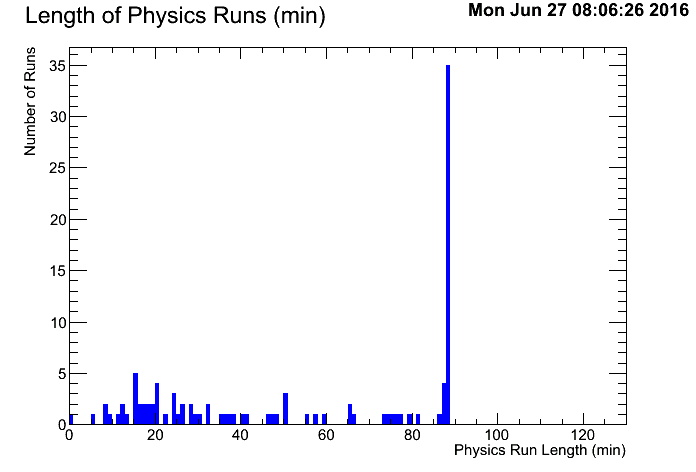 Length of Physics Runs (min)
Mon Jun 27 08:06:26 2016
Number of Runs
35
30
25
20
15
10
5
0
0 20 40 60 80 100 120
Physics Run Length (min)